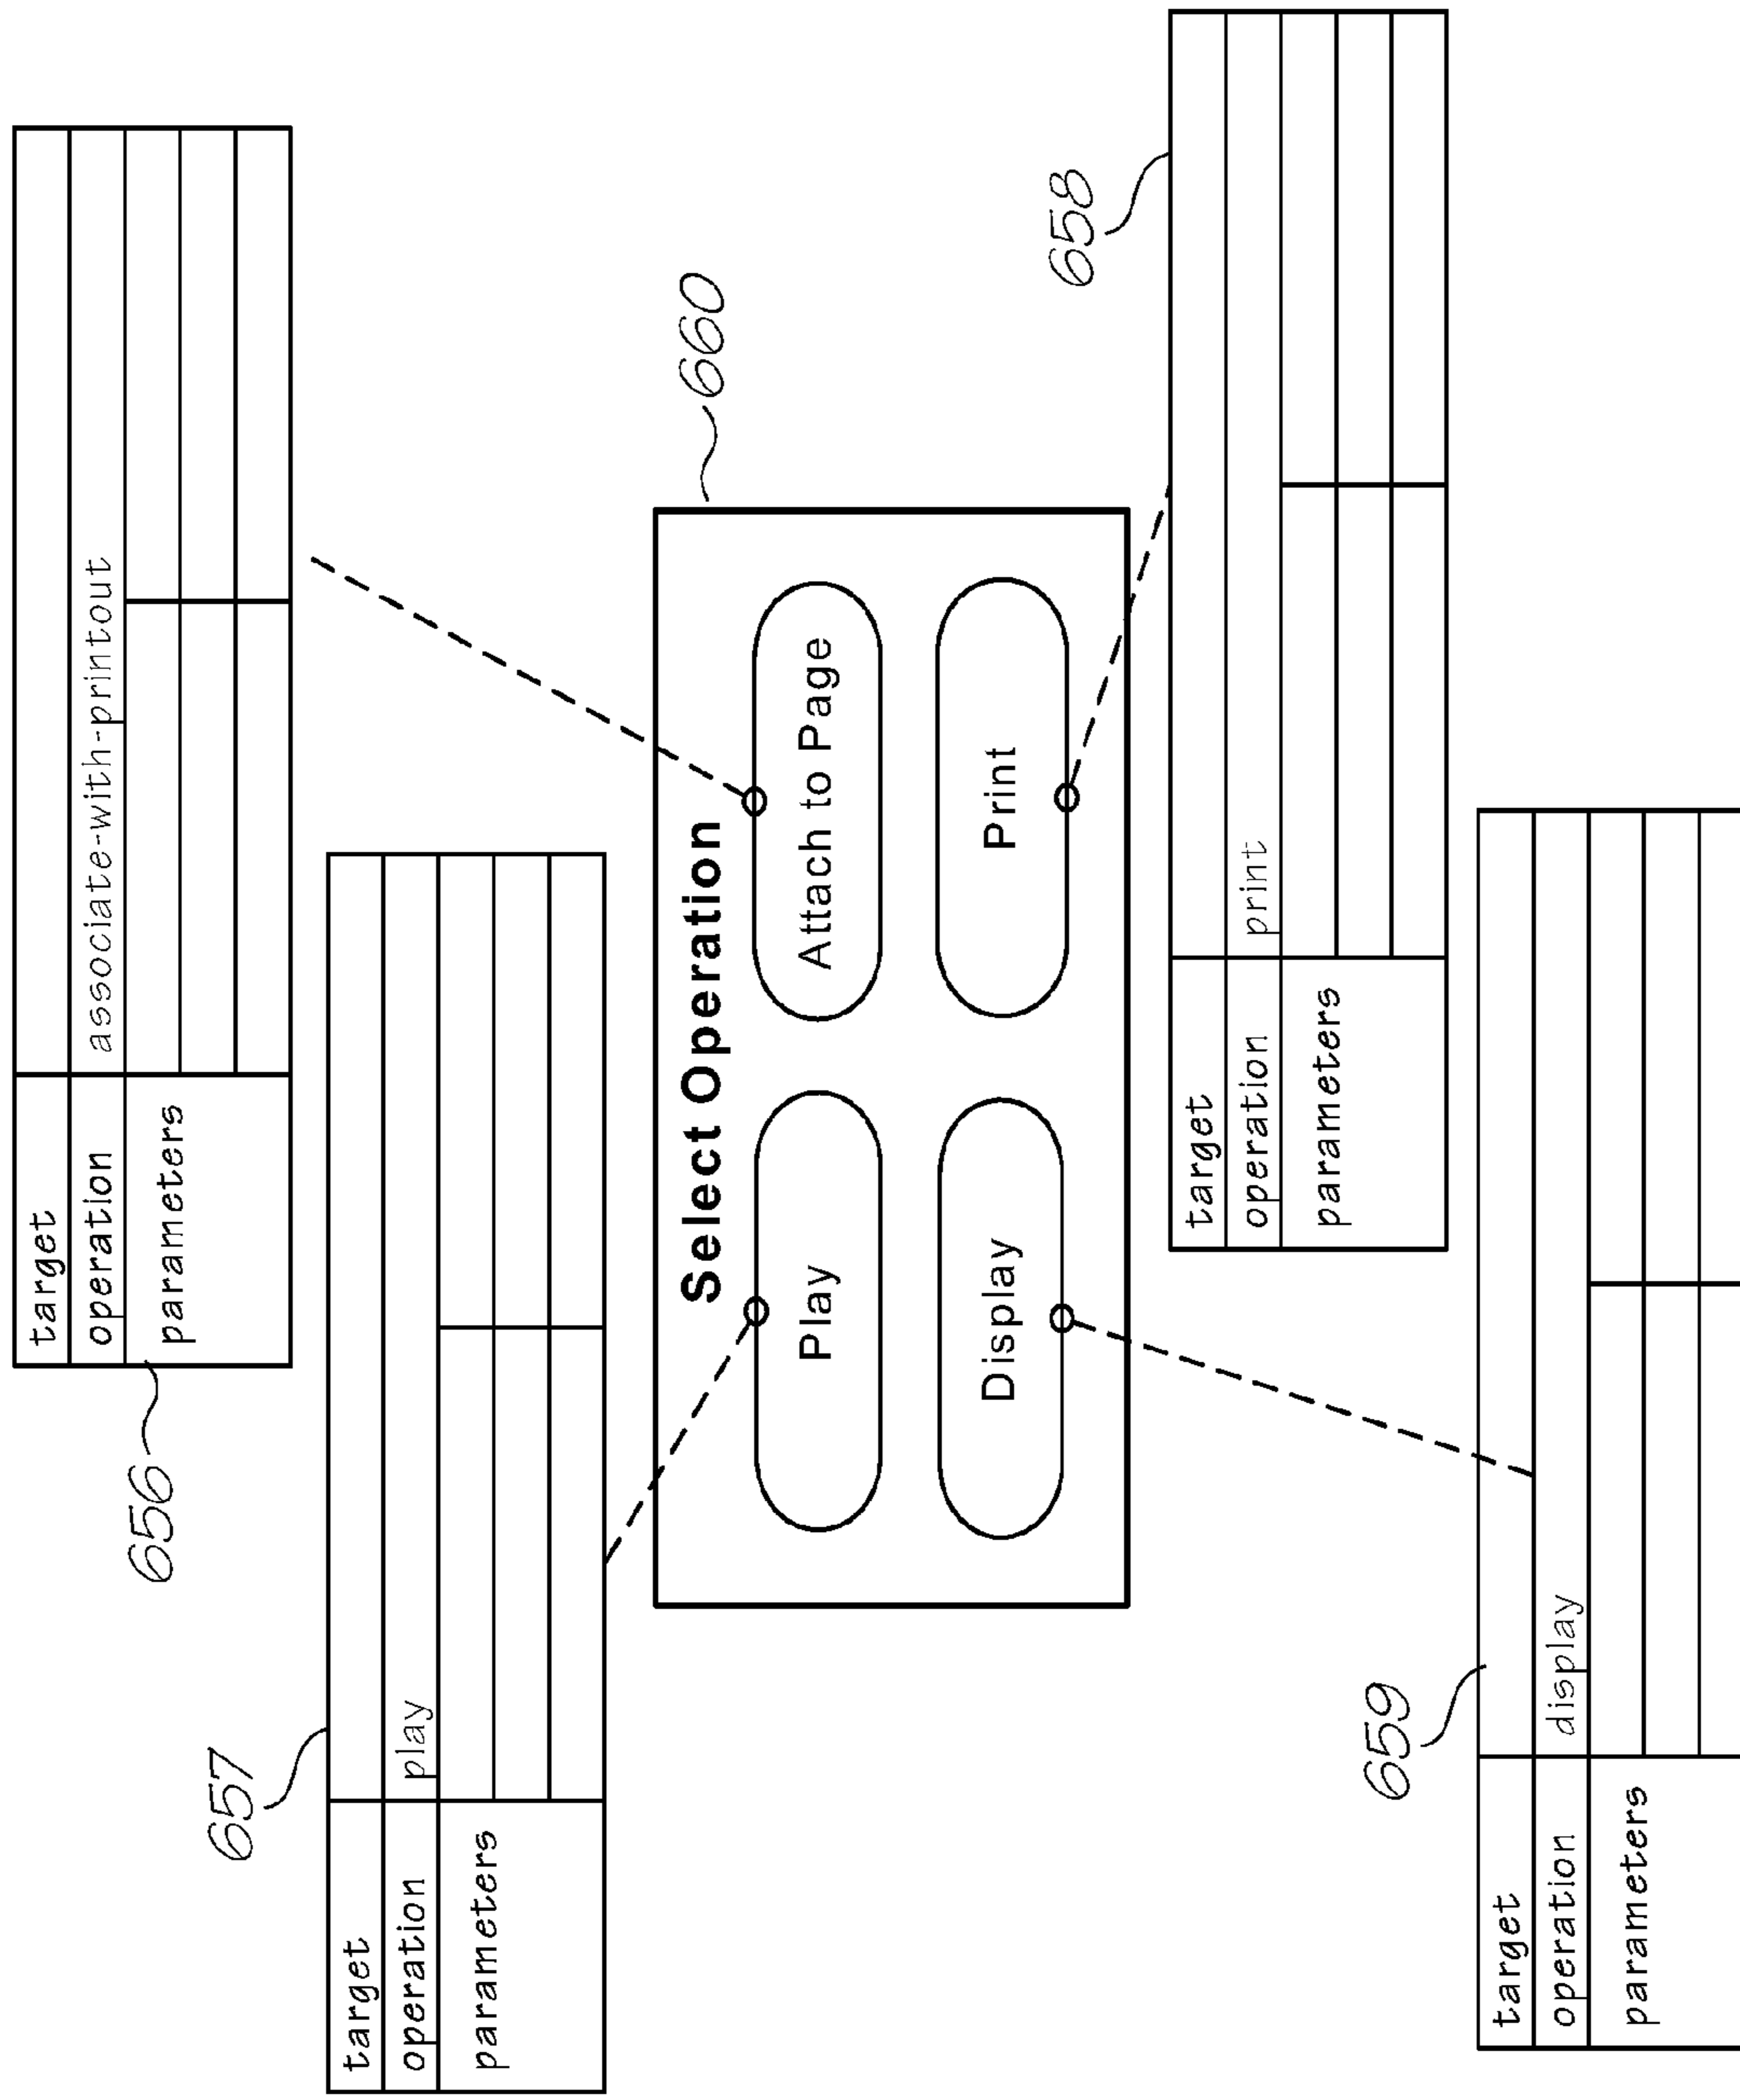 target
operation associate-with-printout
parameters
656
657
target
operation play
parameters
660
Select Operation
Play Attach to Page
Display Print
658
target
operation print
parameters
659
target
operation display
parameters